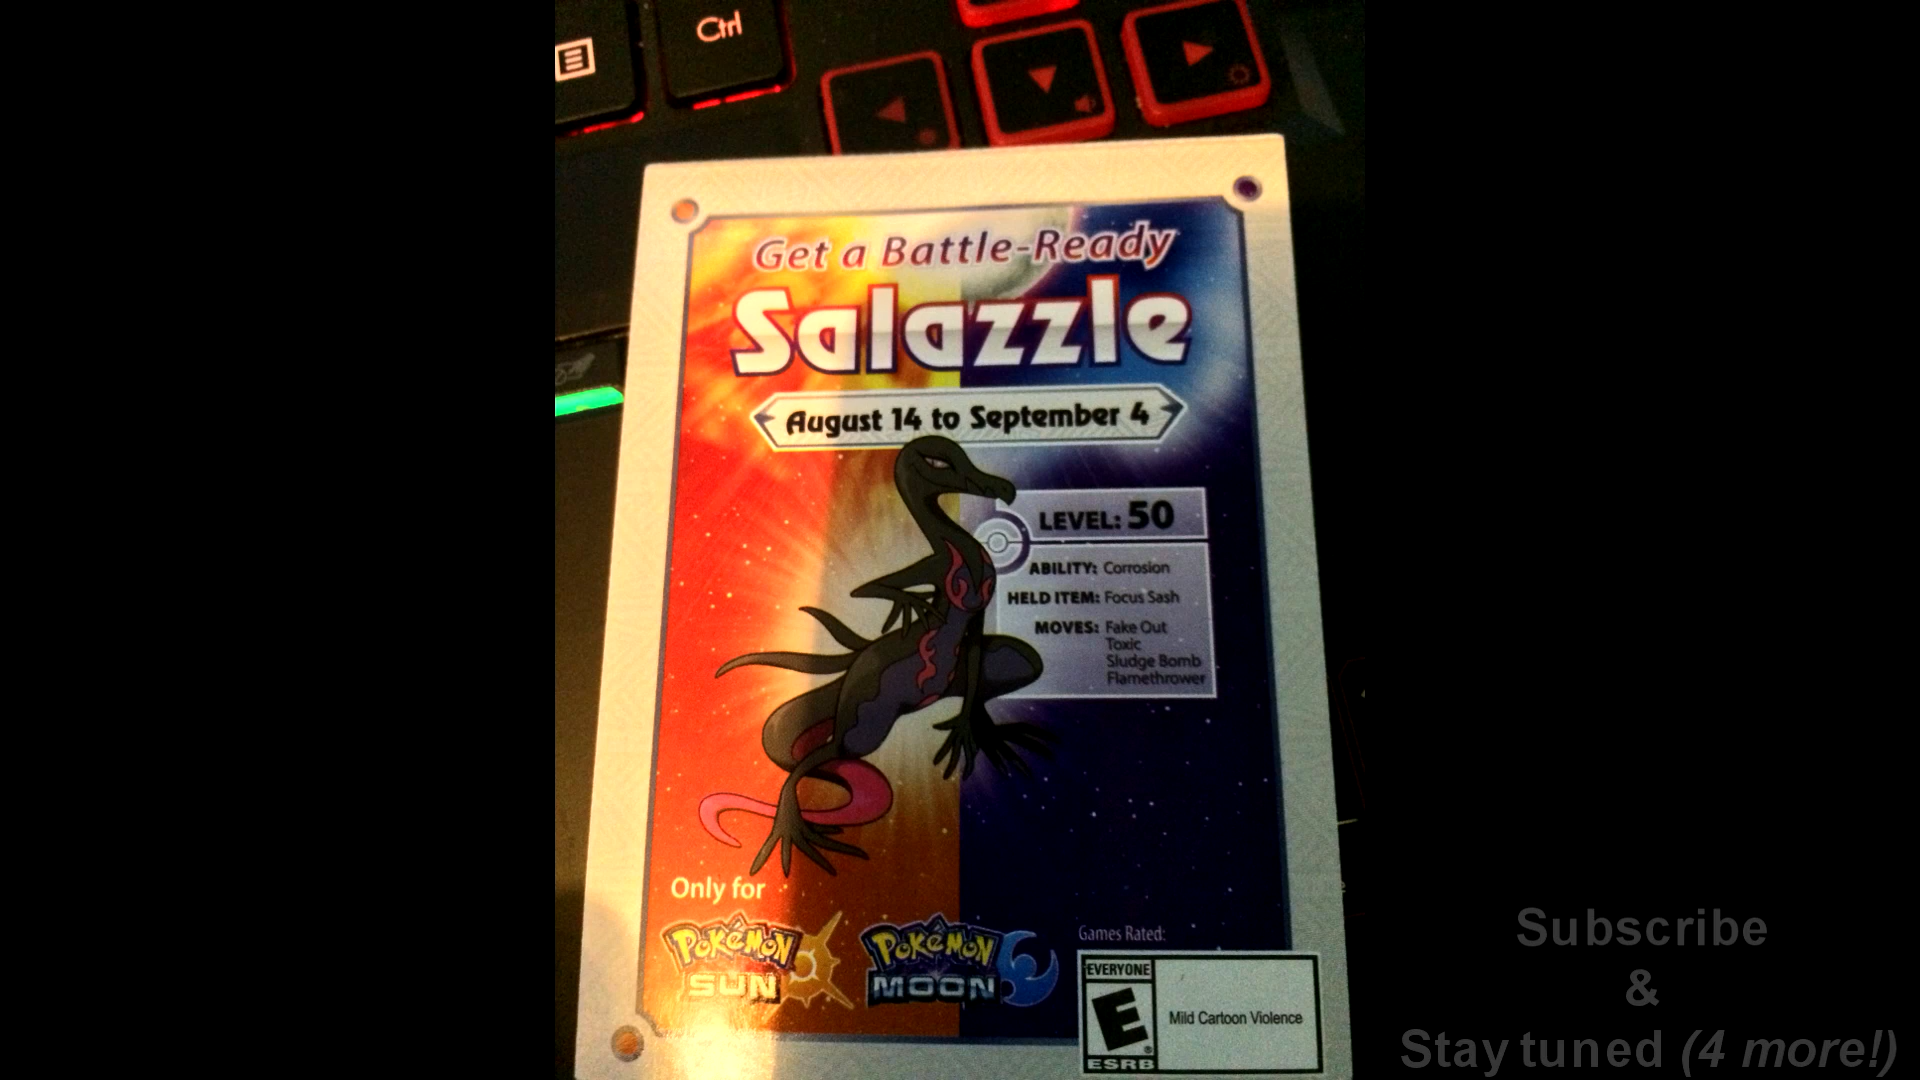 Ctrl
Get a Battle-Ready
Salazzle
August 14 to September 4
LEVEL: 50
ABILITY: Corrosion
HELD ITEM: Focus Sash
MOVES: Fake Out
Toxic
Sludge Bomb
Flamethrower
Only for
POKéMON
SUN
POKéMON
MOON
Games Rated:
EVERYONE
E
ESRB
Mild Cartoon Violence
Subscribe
&
Stay tuned (4 more!)